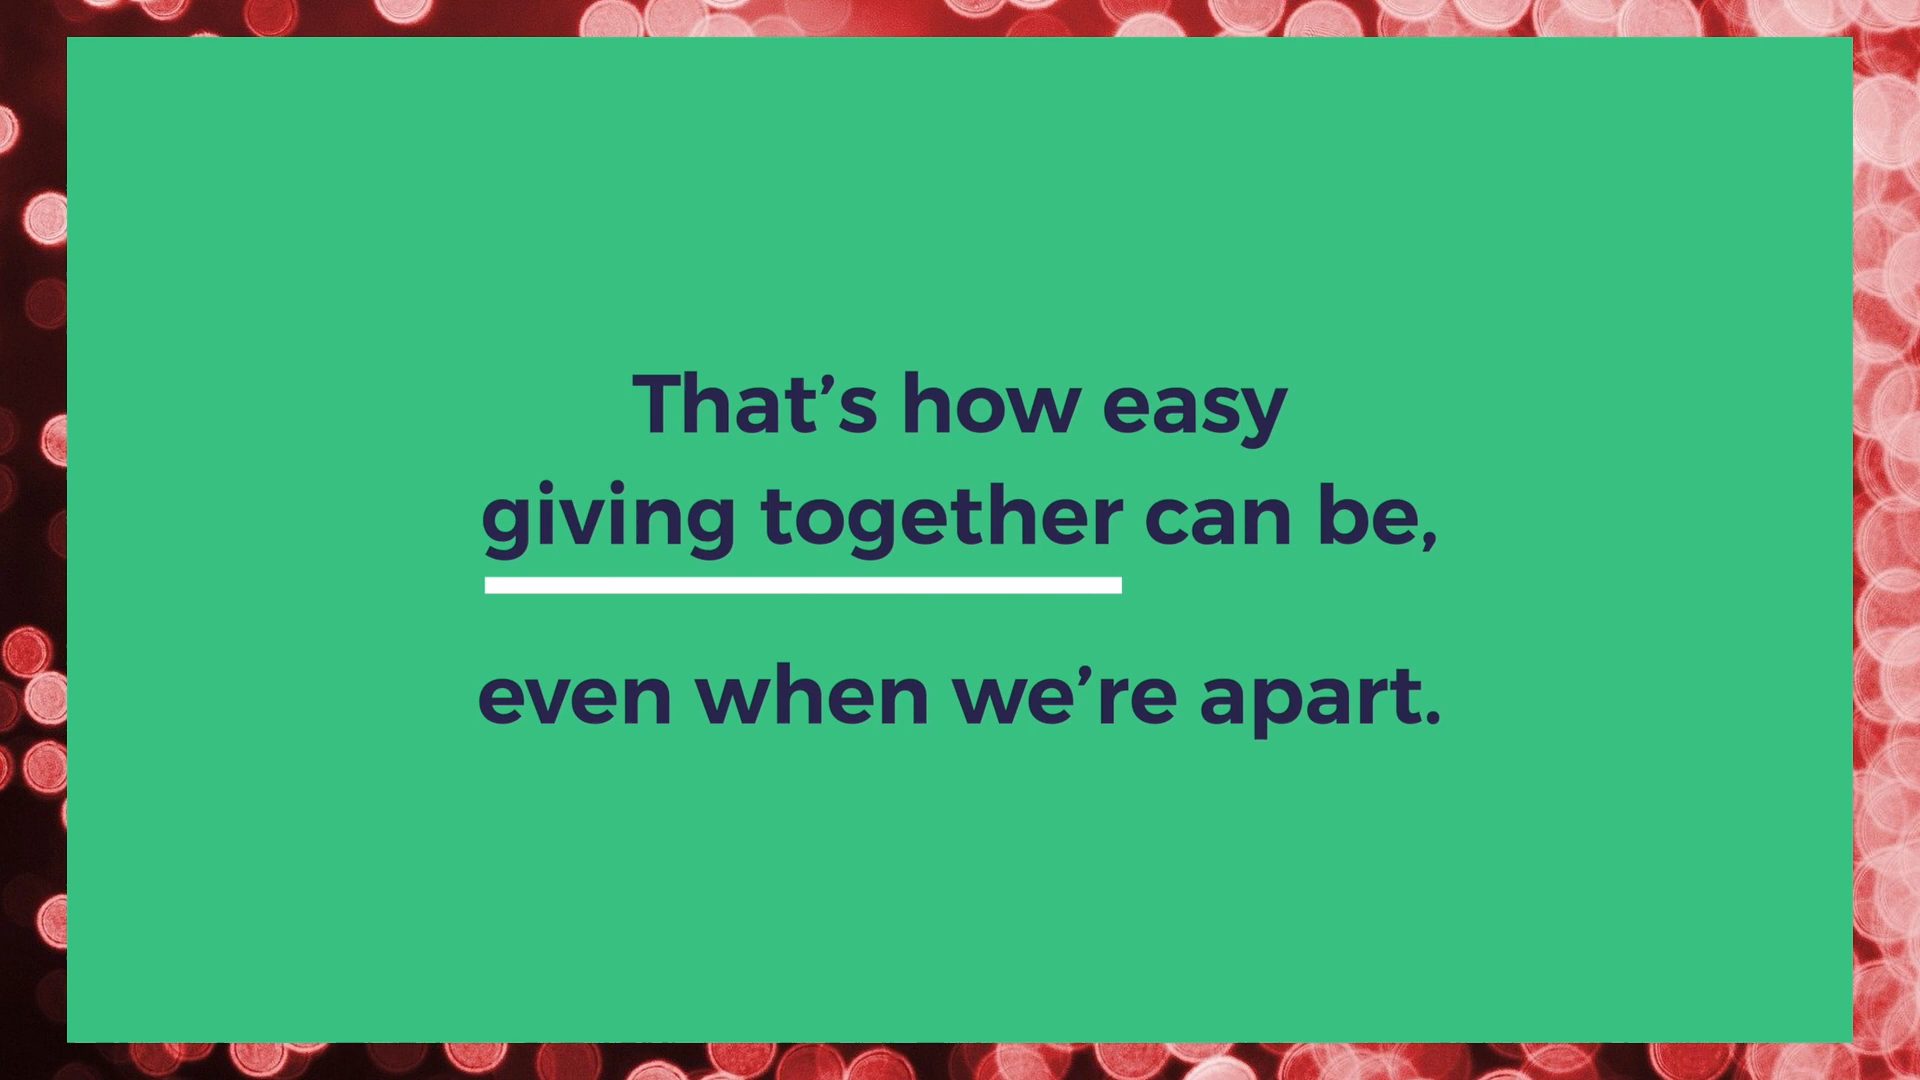 That’s how easy
giving together can be,
even when we’re apart.